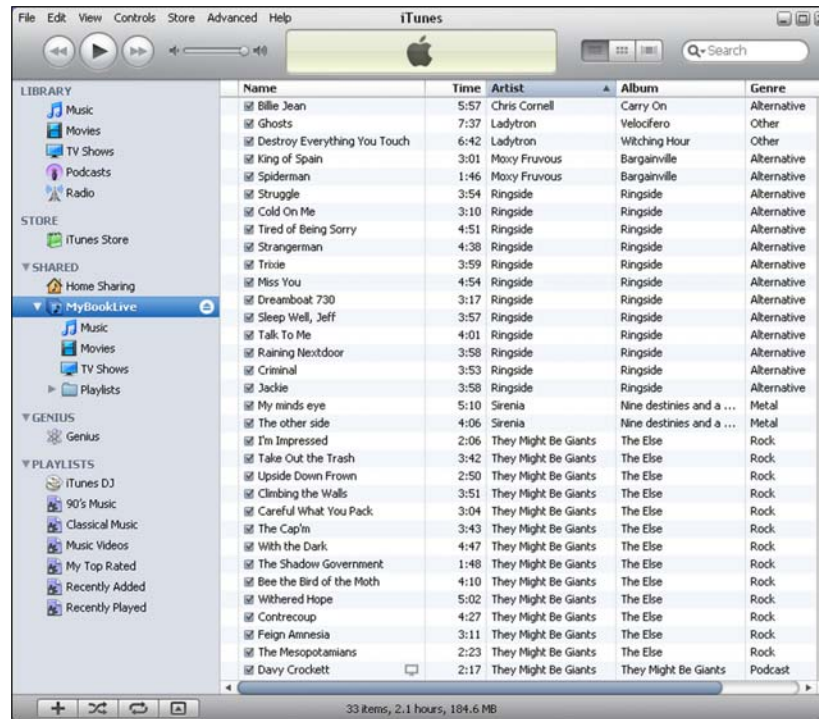 File Edit View Controls Store Advanced Help iTunes
Search
LIBRARY
Music
Movies
TV Shows
Podcasts
Radio
STORE
iTunes Store
SHARED
Home Sharing
MyBookLive
Music
Movies
TV Shows
Playlists
GENIUS
Genius
PLAYLISTS
iTunes DJ
90's Music
Classical Music
Music Videos
My Top Rated
Recently Added
Recently Played
Name Time Artist Album Genre
Billie Jean 5:57 Chris Cornell Carry On Alternative
Ghosts 7:37 Ladytron Velocifero Other
Destroy Everything You Touch 6:42 Ladytron Witching Hour Other
King of Spain 3:01 Moxy Fruvous Bargainville Alternative
Spiderman 1:46 Moxy Fruvous Bargainville Alternative
Struggle 3:54 Ringside Ringside Alternative
Cold On Me 3:10 Ringside Ringside Alternative
Tired of Being Sorry 4:51 Ringside Ringside Alternative
Strangerman 4:38 Ringside Ringside Alternative
Trixie 3:59 Ringside Ringside Alternative
Miss You 4:54 Ringside Ringside Alternative
Dreamboat 730 3:17 Ringside Ringside Alternative
Sleep Well, Jeff 3:57 Ringside Ringside Alternative
Talk To Me 4:01 Ringside Ringside Alternative
Raining Nextdoor 3:58 Ringside Ringside Alternative
Criminal 3:53 Ringside Ringside Alternative
Jackie 3:58 Ringside Ringside Alternative
My minds eye 5:10 Sirenia Nine destinies and a ... Metal
The other side 4:06 Sirenia Nine destinies and a ... Metal
I'm Impressed 2:06 They Might Be Giants The Else Rock
Take Out the Trash 3:42 They Might Be Giants The Else Rock
Upside Down Frown 2:50 They Might Be Giants The Else Rock
Climbing the Walls 3:51 They Might Be Giants The Else Rock
Careful What You Pack 3:04 They Might Be Giants The Else Rock
The Cap'm 3:43 They Might Be Giants The Else Rock
With the Dark 4:47 They Might Be Giants The Else Rock
The Shadow Government 1:48 They Might Be Giants The Else Rock
Bee the Bird of the Moth 4:10 They Might Be Giants The Else Rock
Withered Hope 5:02 They Might Be Giants The Else Rock
Contrecoup 4:27 They Might Be Giants The Else Rock
Feign Amnesia 3:11 They Might Be Giants The Else Rock
The Mesopotamians 2:23 They Might Be Giants The Else Rock
Davy Crockett 2:17 They Might Be Giants They Might Be Giants Podcast
33 items, 2.1 hours, 184.6 MB